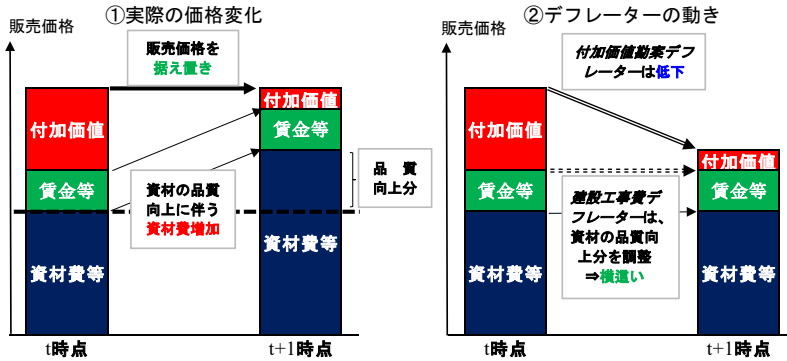 ①実際の価格変化
販売価格
販売価格を
据え置き
付加価値
賃金等
資材費等
資材の品質
向上に伴う
資材費増加
付加価値
賃金等
資材費等
品 質
向上分
t時点
t+1時点
②デフレーターの動き
販売価格
付加価値勘案デフ
レーターは低下
付加価値
賃金等
資材費等
建設工事費デ
フレーターは、
資材の品質向
上分を調整
⇒横這い
付加価値
賃金等
資材費等
t時点
t+1時点